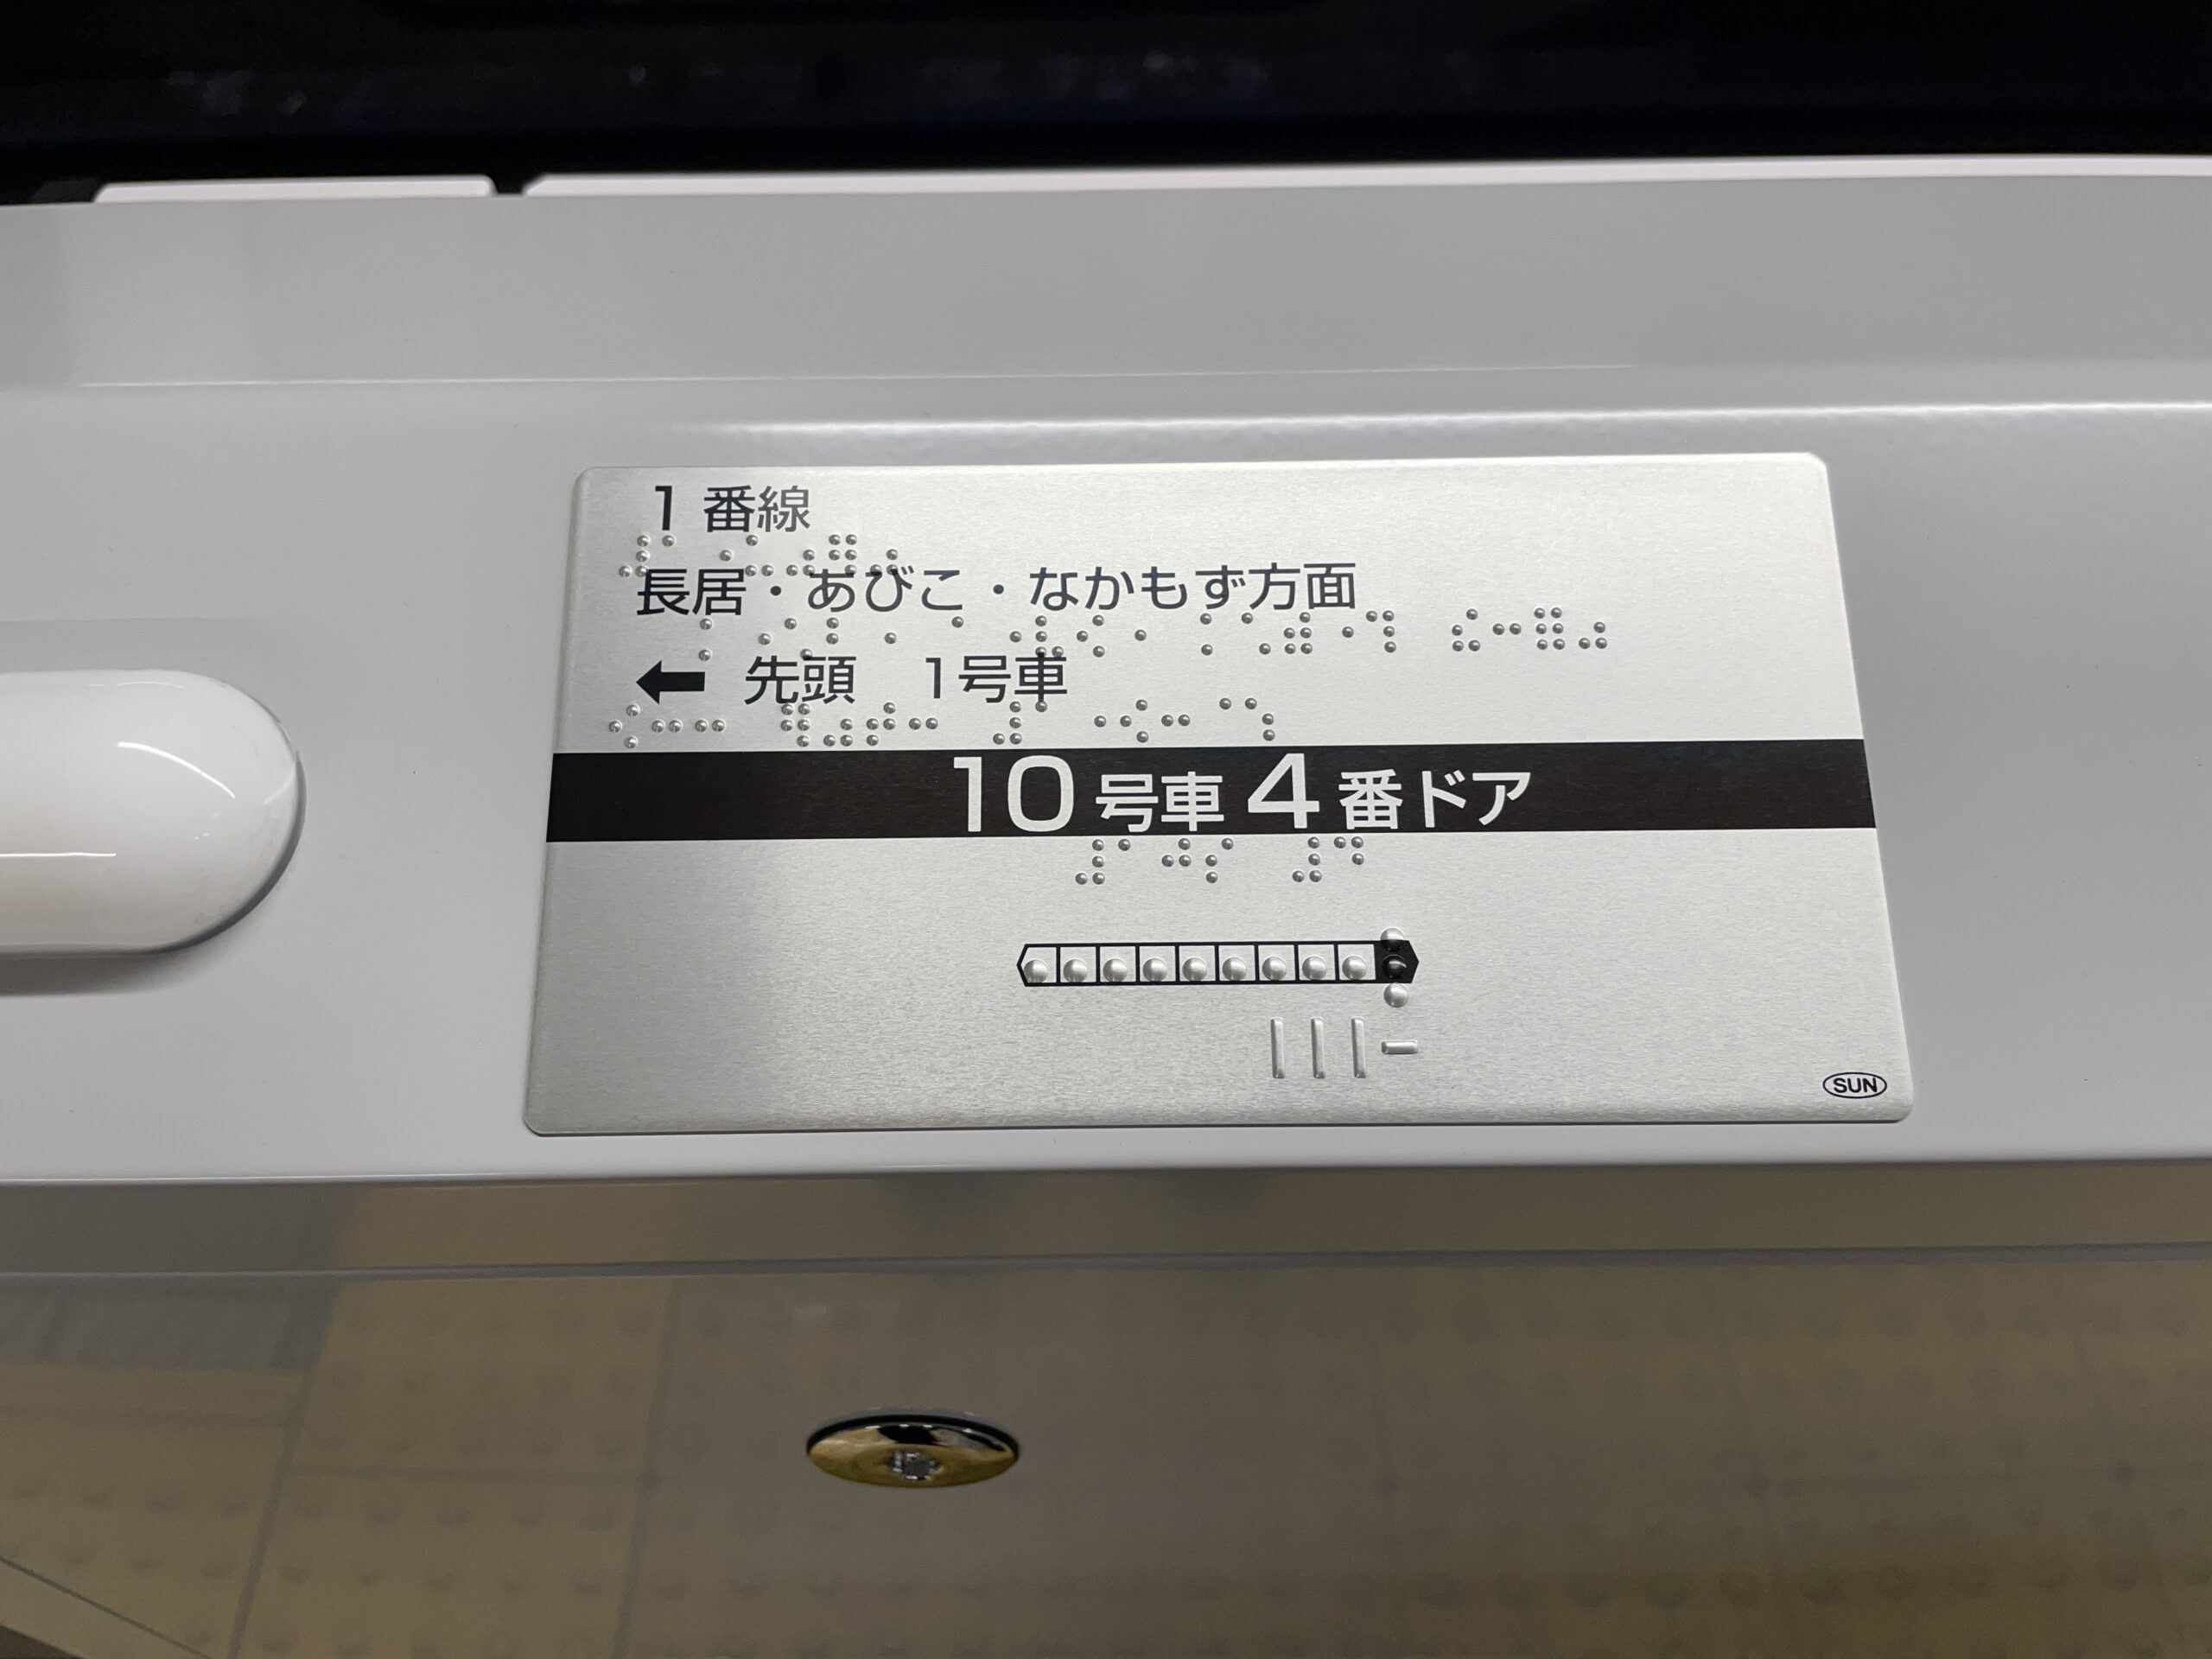 1 番線
長居・あびこ・なかもず方面
← 先頭　1号車
10号車 4番ドア
SUN